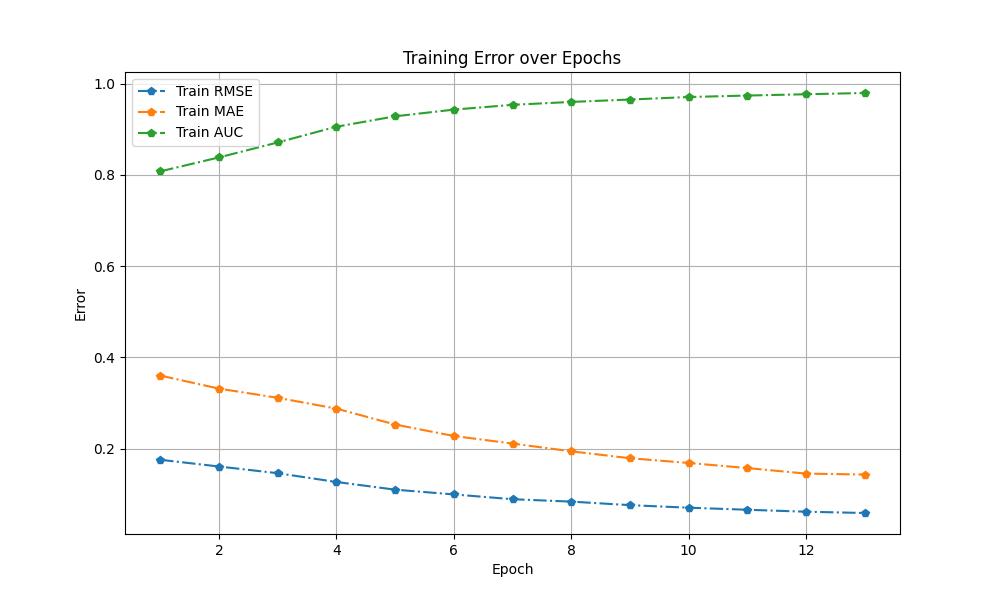 Training Error over Epochs
Train RMSE
Train MAE
Train AUC
1.0
0.8
0.6
0.4
0.2
Error
2 4 6 8 10 12
Epoch